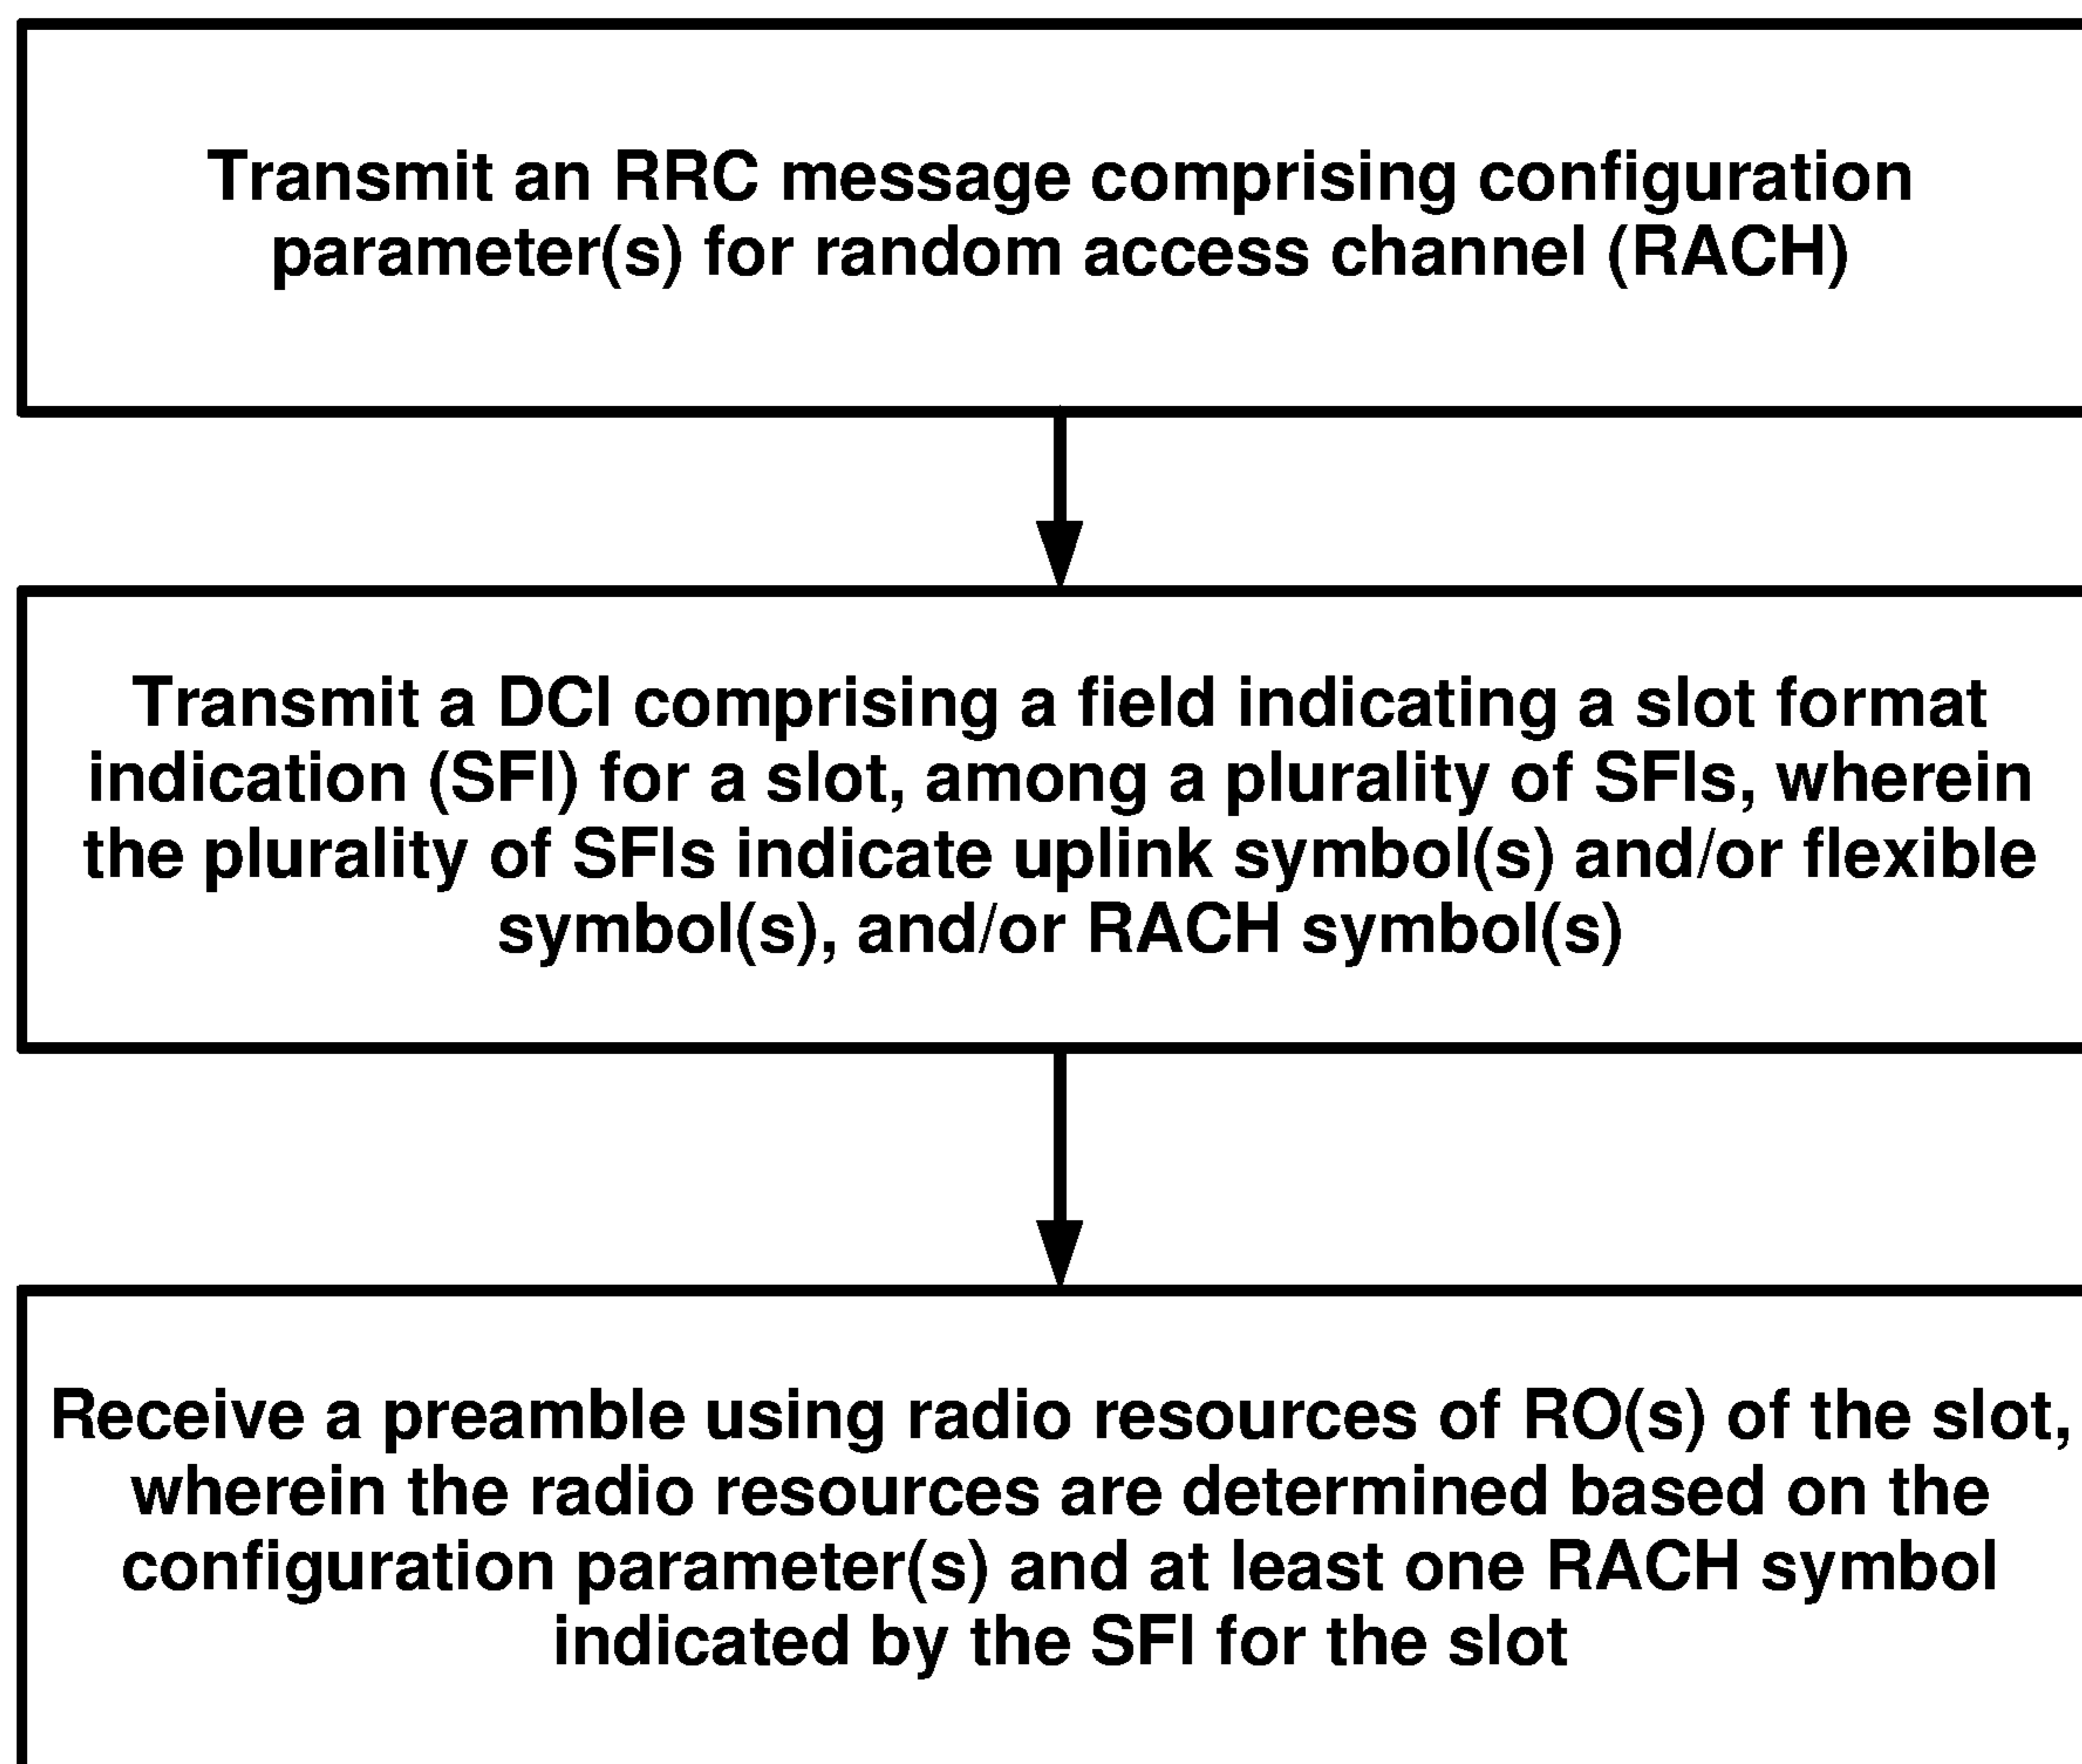 Transmit an RRC message comprising configuration
parameter(s) for random access channel (RACH)
Transmit a DCI comprising a field indicating a slot format
indication (SFI) for a slot, among a plurality of SFIs, wherein
the plurality of SFIs indicate uplink symbol(s) and/or flexible
symbol(s), and/or RACH symbol(s)
Receive a preamble using radio resources of RO(s) of the slot,
wherein the radio resources are determined based on the
configuration parameter(s) and at least one RACH symbol
indicated by the SFI for the slot